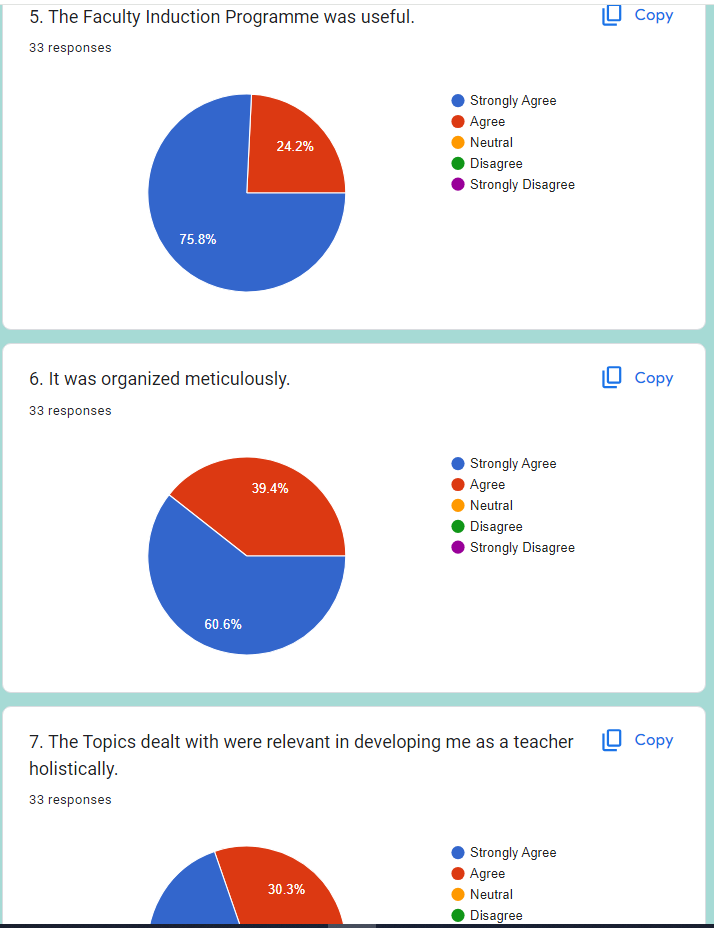 5. The Faculty Induction Programme was useful.
Copy
33 responses
Strongly Agree
Agree
Neutral
Disagree
Strongly Disagree
24.2%
75.8%
6. It was organized meticulously.
Copy
33 responses
Strongly Agree
Agree
Neutral
Disagree
Strongly Disagree
39.4%
60.6%
7. The Topics dealt with were relevant in developing me as a teacher
holistically.
Copy
33 responses
Strongly Agree
Agree
Neutral
Disagree
30.3%